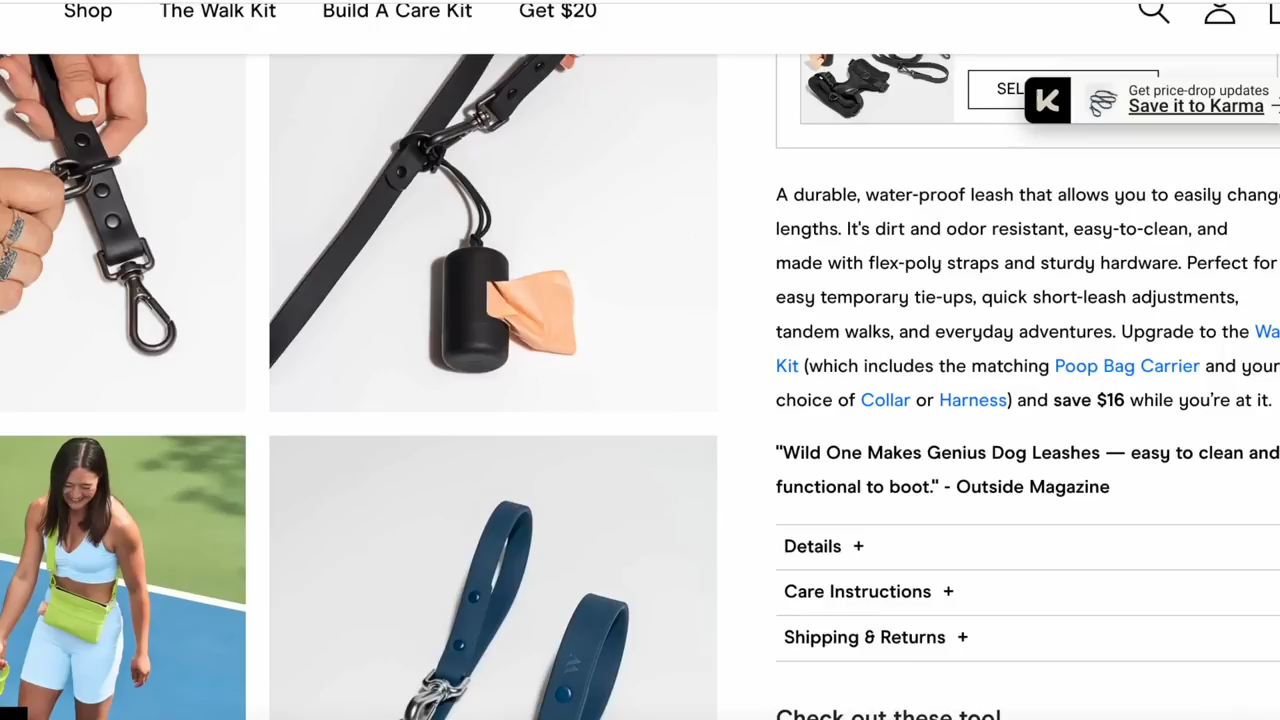 Shop The Walk Kit Build A Care Kit Get $20
SEL
K
Get price-drop updates
Save it to Karma
A durable, water-proof leash that allows you to easily chang
lengths. It's dirt and odor resistant, easy-to-clean, and
made with flex-poly straps and sturdy hardware. Perfect for
easy temporary tie-ups, quick short-leash adjustments,
tandem walks, and everyday adventures. Upgrade to the Wa
Kit (which includes the matching Poop Bag Carrier and your
choice of Collar or Harness) and save $16 while you're at it.
"Wild One Makes Genius Dog Leashes — easy to clean and
functional to boot." - Outside Magazine
Details +
Care Instructions +
Shipping & Returns +
Check out these tool